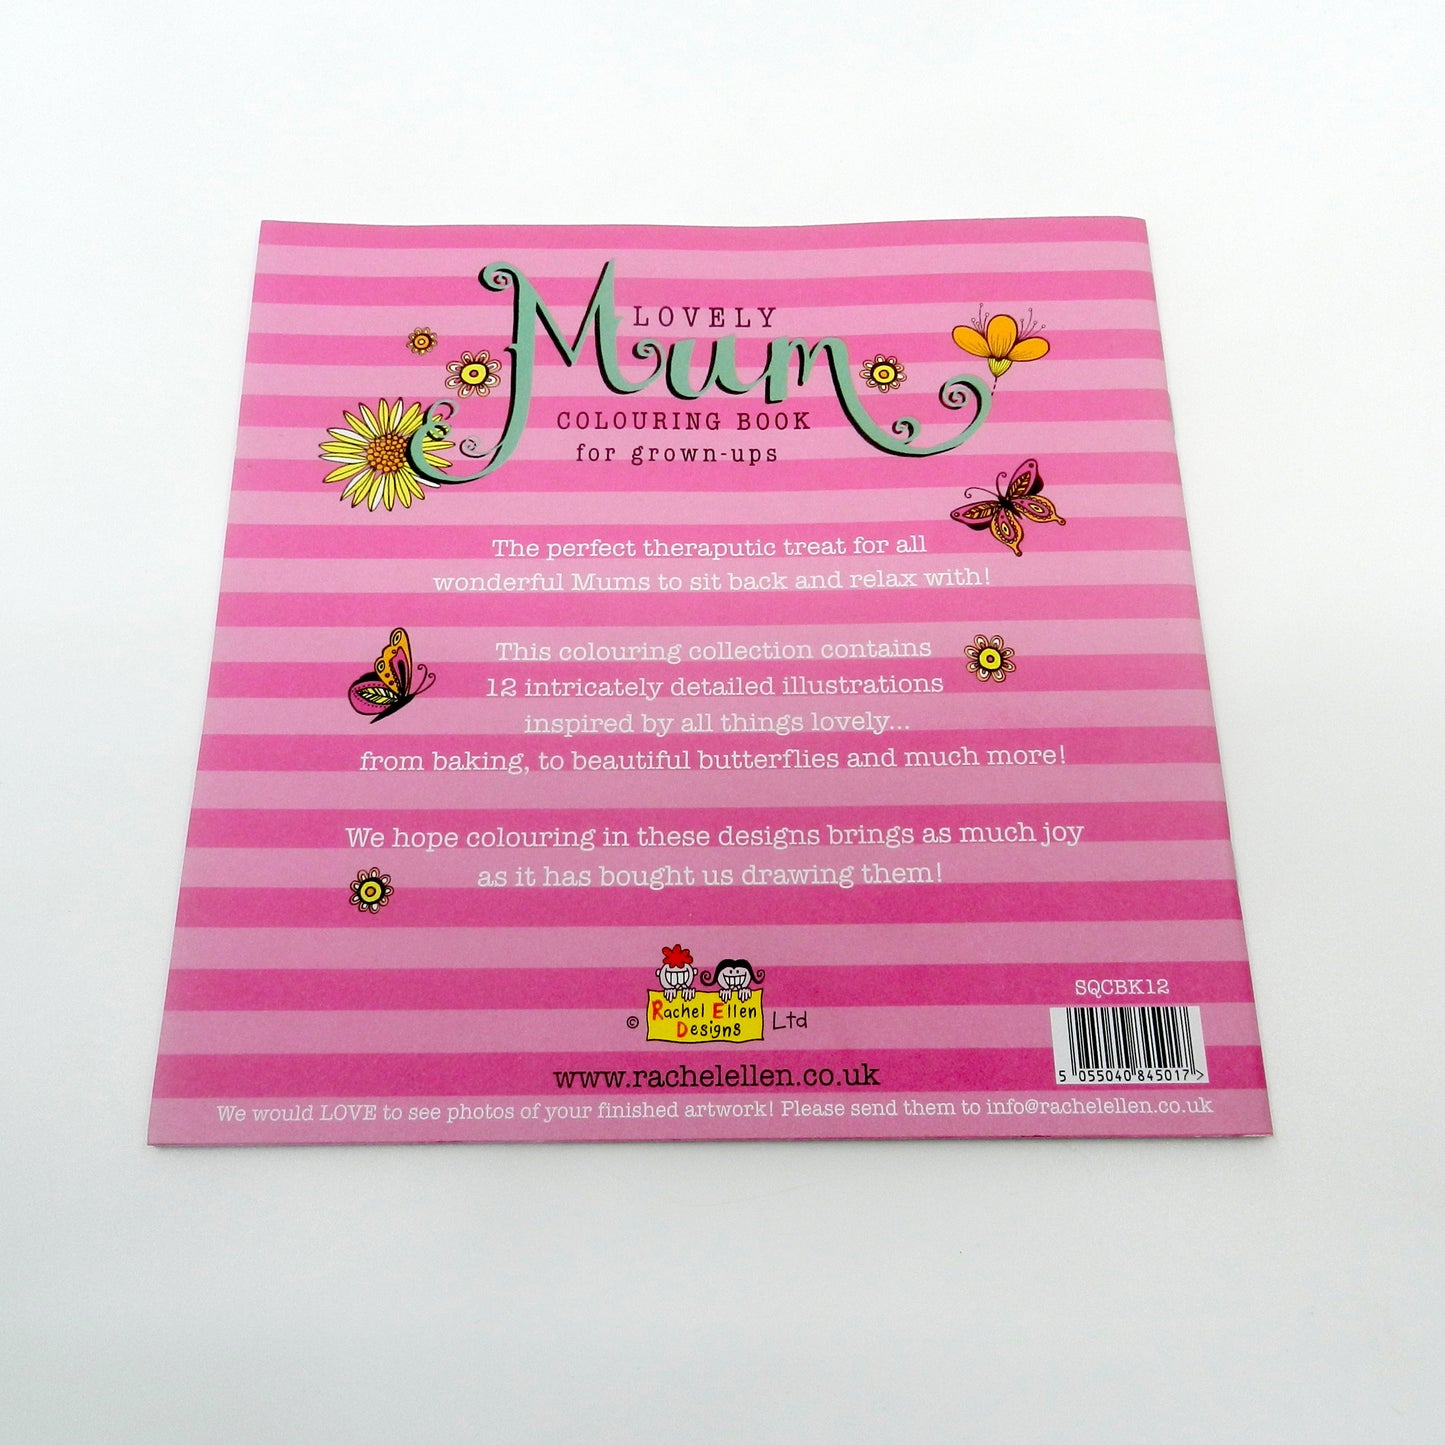 LOVELY
Mum
COLOURING BOOK
for grown-ups
The perfect theraputic treat for all
wonderful Mums to sit back and relax with!
This colouring collection contains
12 intricately detailed illustrations
inspired by all things lovely...
from baking, to beautiful butterflies and much more!
We hope colouring in these designs brings as much joy
as it has bought us drawing them!
© Rachel Ellen Designs Ltd
SQCBK12
5 055040 845017 >
www.rachelellen.co.uk
We would LOVE to see photos of your finished artwork! Please send them to info@rachelellen.co.uk